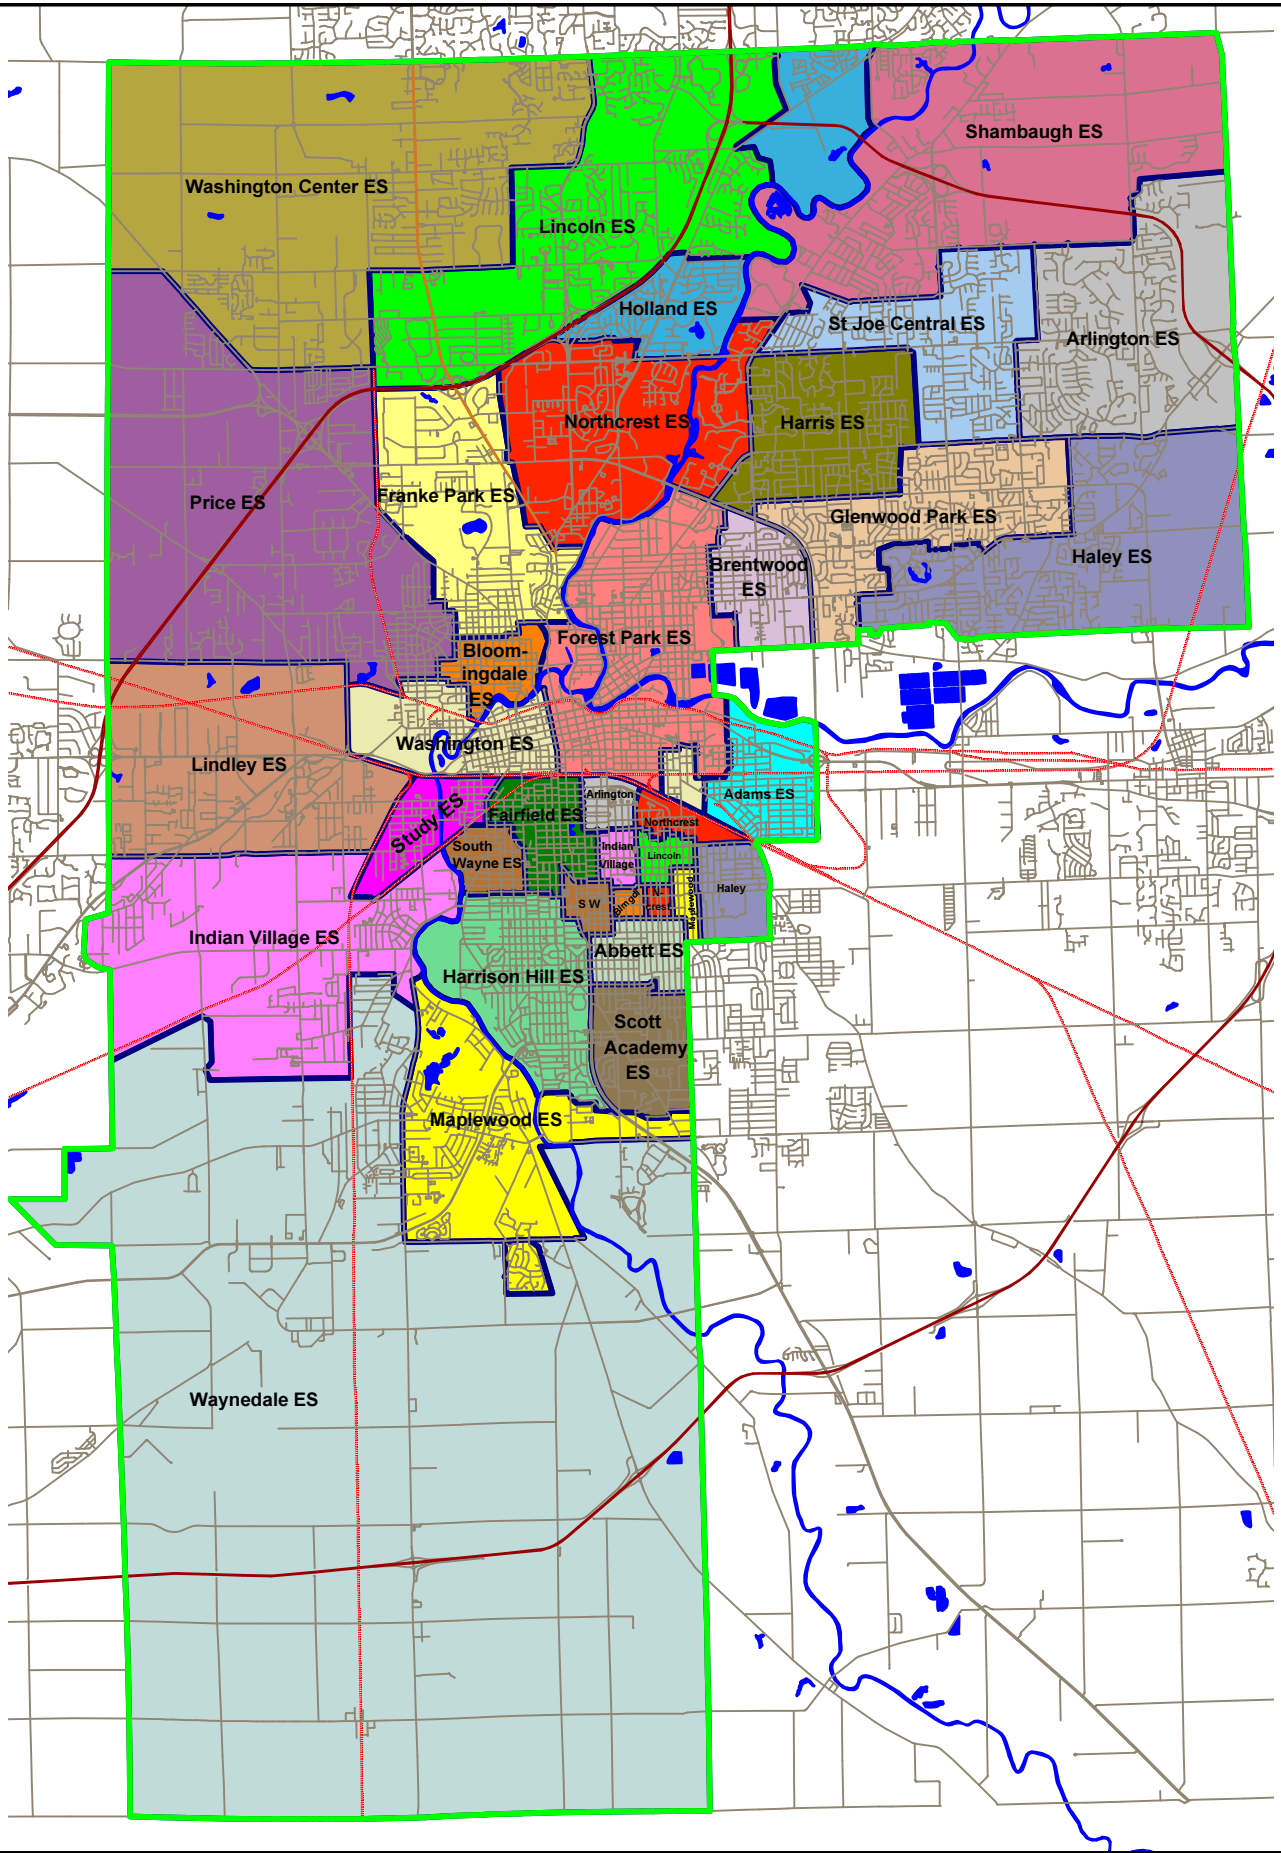 Shambaugh ES
Washington Center ES
Lincoln ES
Holland ES
St Joe Central ES
Arlington ES
Northcrest ES
Harris ES
Price ES
Franke Park ES
Glenwood Park ES
Haley ES
Brentwood
ES
Forest Park ES
Bloom-
ingdale
ES
Washington ES
Lindley ES
Adams ES
Study ES
Fairfield ES
Arlington
Northcrest
South
Wayne ES
Indian
Village
Lincoln
Haley
S W
Blmgdl
N-
crest
Maplewood
Indian Village ES
Harrison Hill ES
Abbett ES
Scott
Academy
ES
Maplewood ES
Waynedale ES